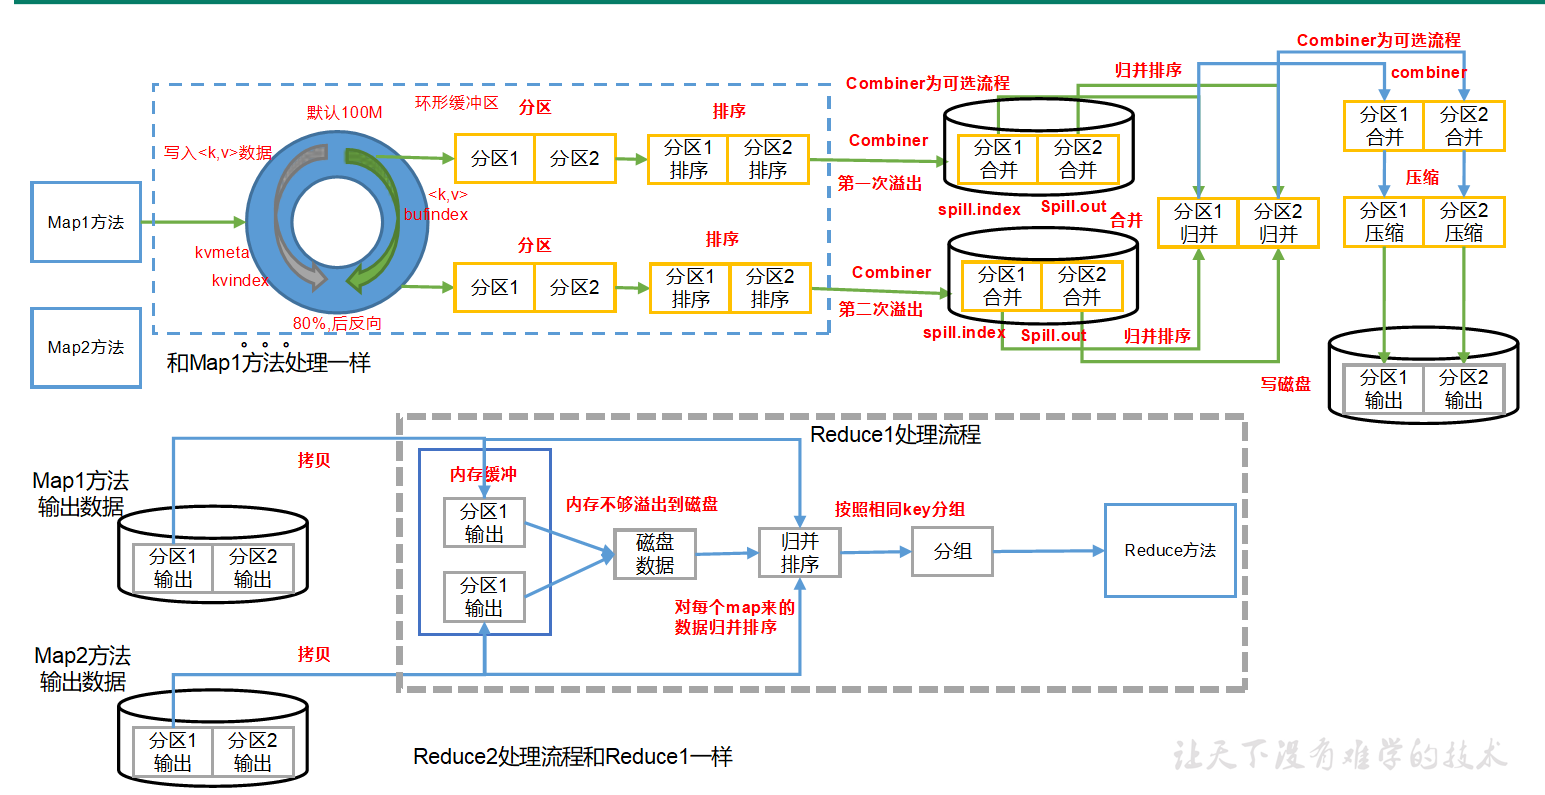 Combiner为可选流程
归并排序
combiner
Combiner为可选流程
默认100M
环形缓冲区
分区
排序
分区1
合并
分区2
合并
写入<k,v>数据
分区1
分区2
分区1
排序
分区2
排序
Combiner
分区1
合并
分区2
合并
第一次溢出
压缩
Map1方法
<k,v>
bufindex
spill.index
Spill.out
合并
分区1
归并
分区2
归并
分区1
压缩
分区2
压缩
kvmeta
kvindex
分区
排序
分区1
分区2
分区1
排序
分区2
排序
Combiner
分区1
合并
分区2
合并
第二次溢出
80%,后反向
spill.index
Spill.out
归并排序
Map2方法
。。。
和Map1方法处理一样
写磁盘
分区1
输出
分区2
输出
Reduce1处理流程
拷贝
Map1方法
输出数据
内存缓冲
内存不够溢出到磁盘
按照相同key分组
分区1
输出
分区2
输出
分区1
输出
分区1
输出
磁盘
数据
归并
排序
分组
Reduce方法
对每个map来的
数据归并排序
拷贝
Map2方法
输出数据
分区1
输出
分区2
输出
Reduce2处理流程和Reduce1一样
让天下没有难学的技术